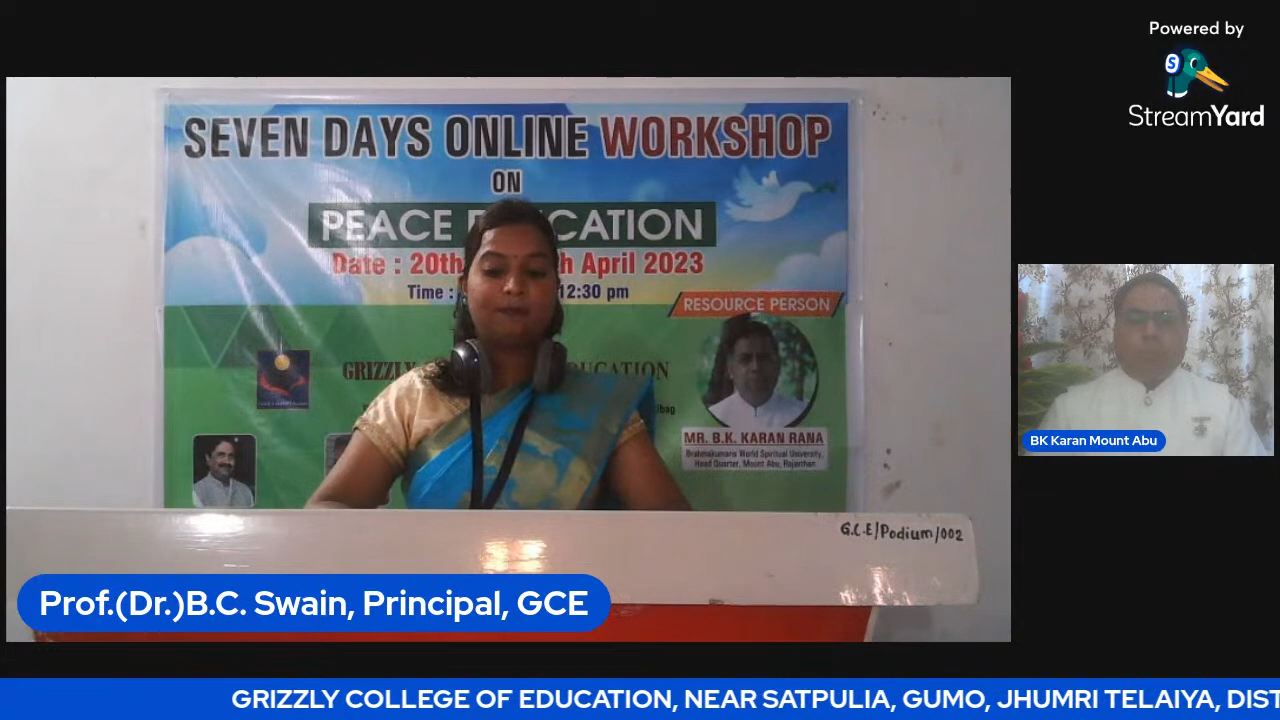 Powered by
StreamYard
SEVEN DAYS ONLINE WORKSHOP
ON
PEACE CATION
Date : 20th h April 2023
Time : 12:30 pm
RESOURCE PERSON
GRIZZLY EDUCATION
MR. B.K. KARAN RANA
Brahmakumaris World Spiritual University,
Head Quarter, Mount Abu, Rajasthan
BK Karan Mount Abu
G.C.E/Podium/002
Prof.(Dr.)B.C. Swain, Principal, GCE
GRIZZLY COLLEGE OF EDUCATION, NEAR SATPULIA, GUMO, JHUMRI TELAIYA, DIST